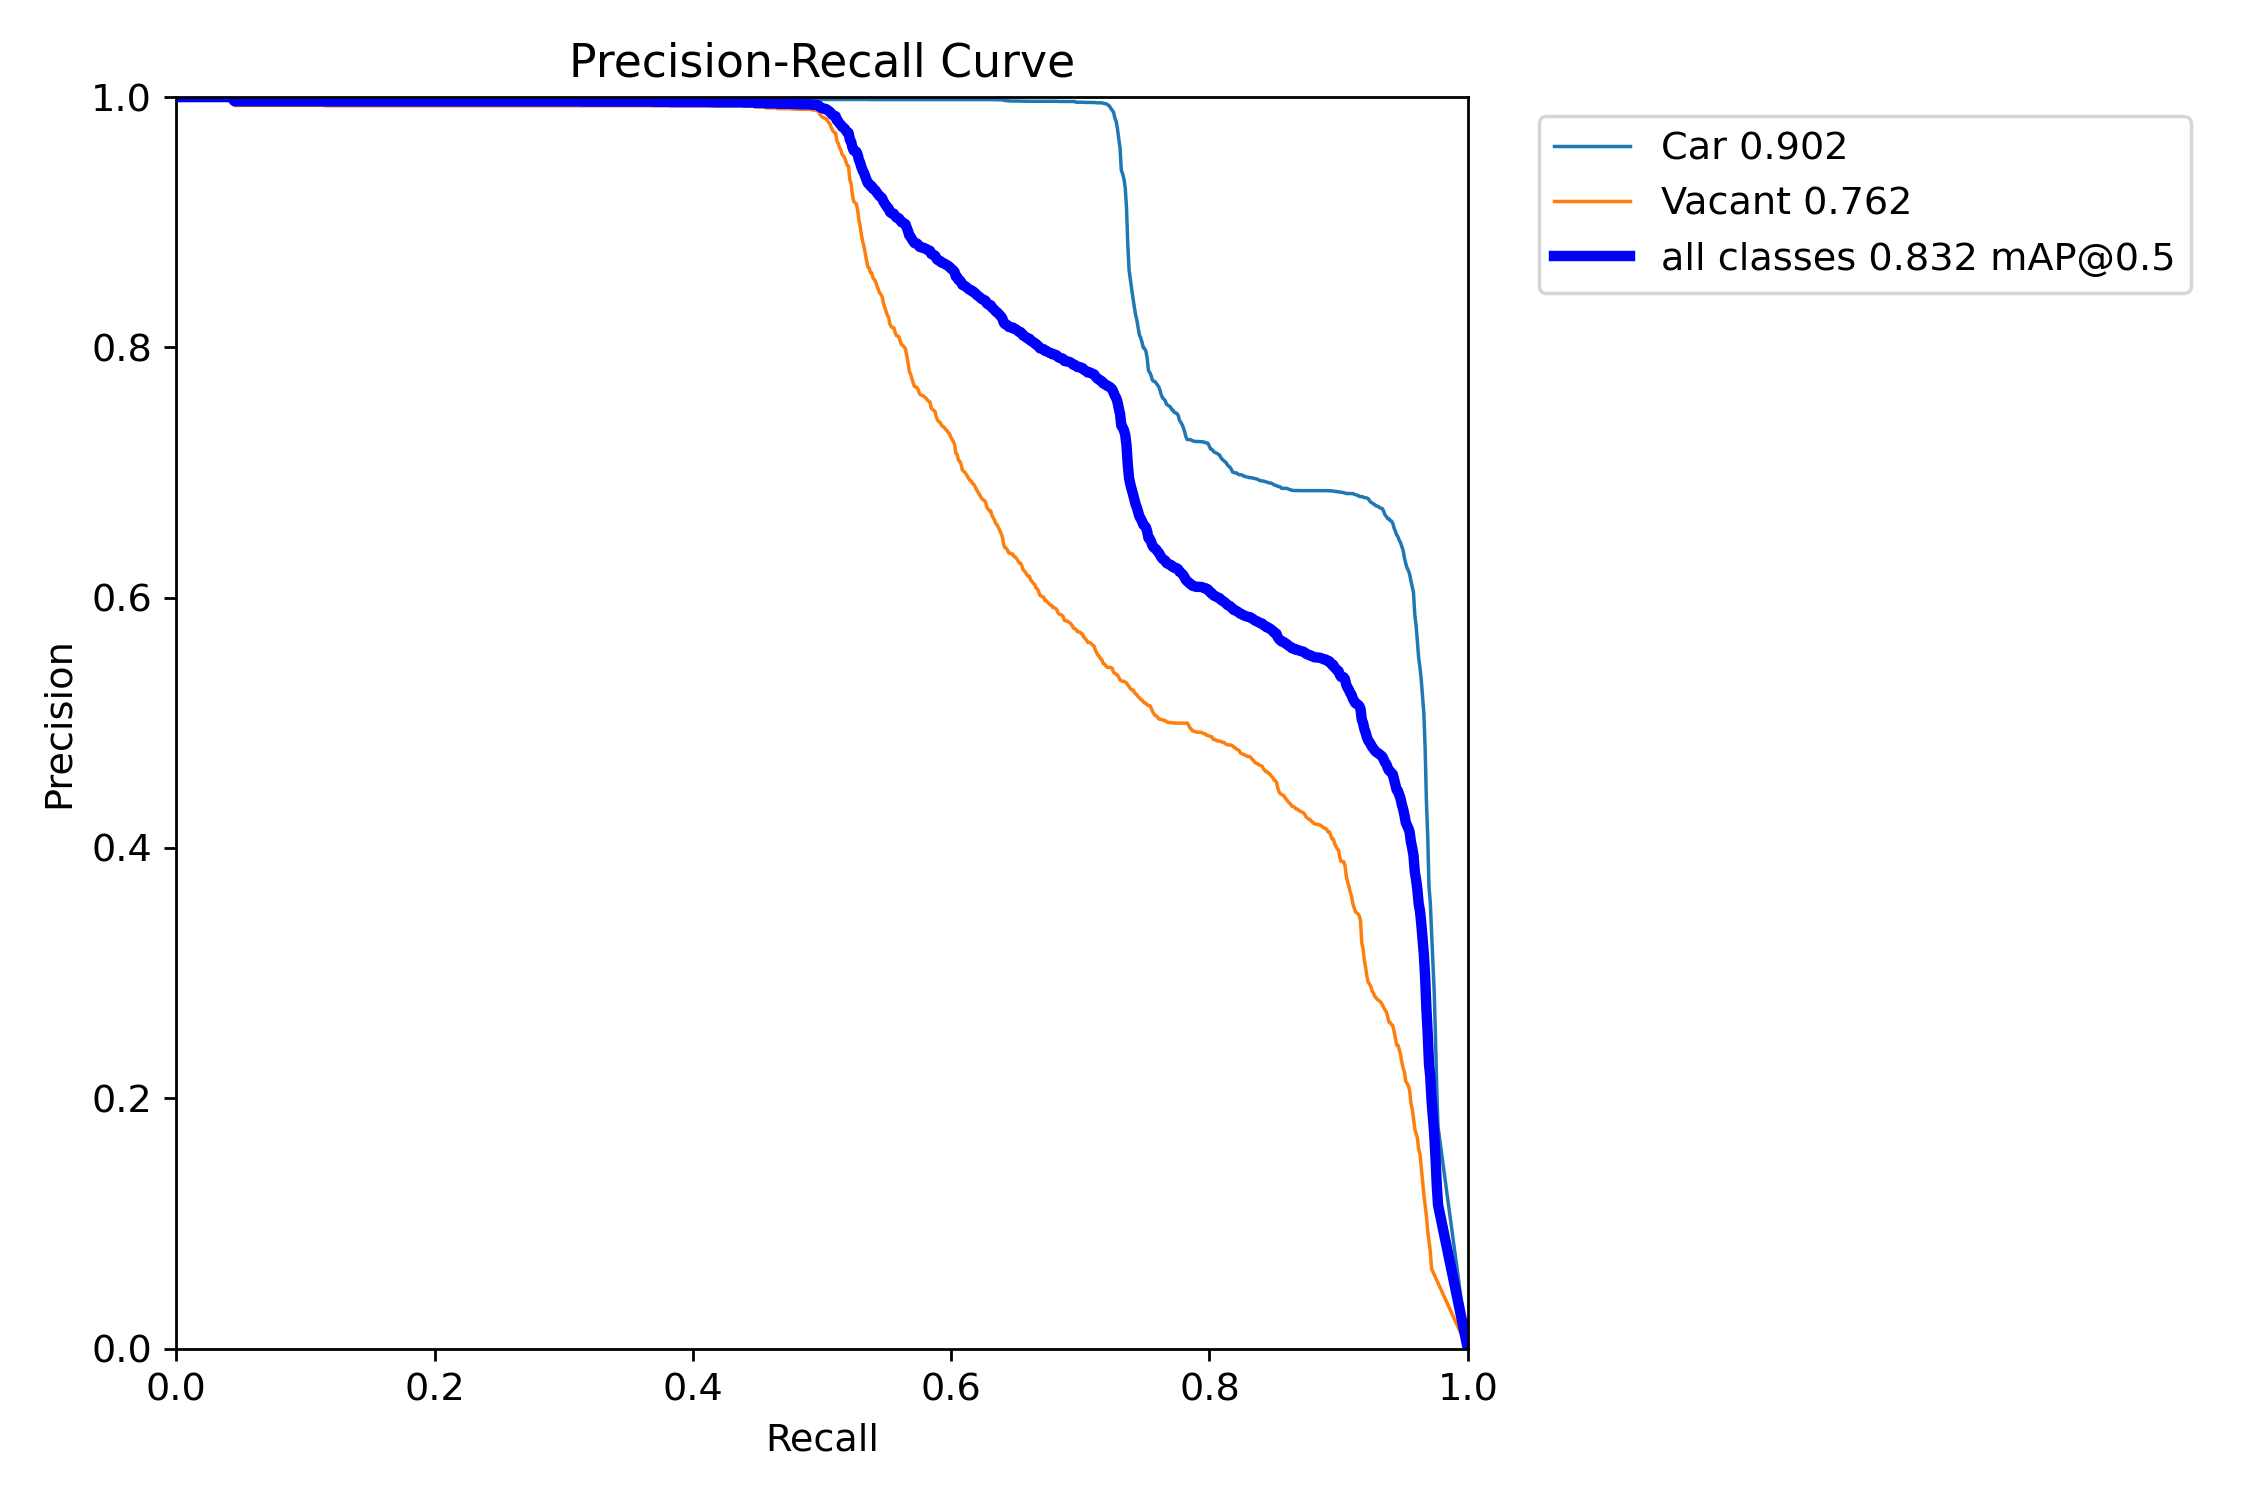 Precision-Recall Curve
Car 0.902
Vacant 0.762
all classes 0.832 mAP@0.5
Precision
1.0
0.8
0.6
0.4
0.2
0.0
0.0 0.2 0.4 0.6 0.8 1.0
Recall